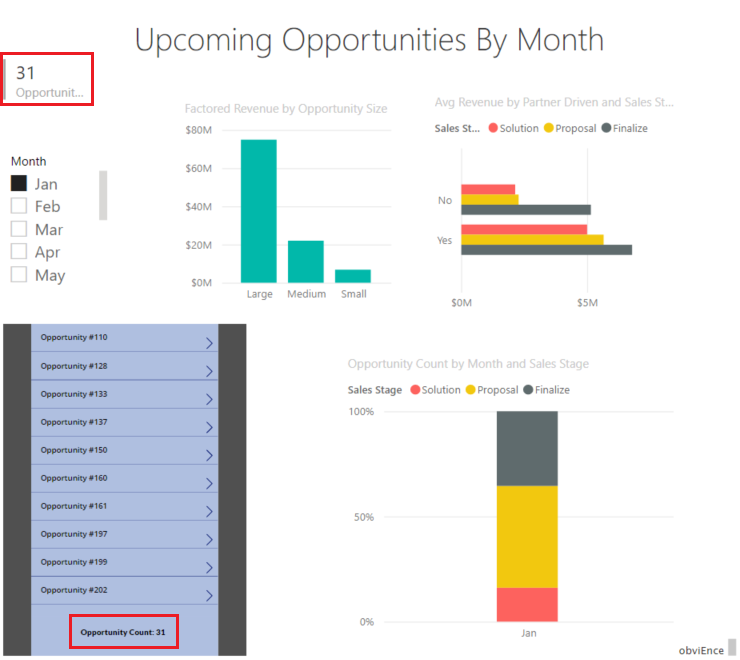 Upcoming Opportunities By Month
31
Opportunit...
Factored Revenue by Opportunity Size
$80M
$60M
$40M
$20M
$0M
Large Medium Small
Avg Revenue by Partner Driven and Sales St...
Sales St... Solution Proposal Finalize
No
Yes
$0M $5M
Month
Jan
Feb
Mar
Apr
May
Opportunity #110
Opportunity #128
Opportunity #133
Opportunity #137
Opportunity #150
Opportunity #160
Opportunity #161
Opportunity #197
Opportunity #199
Opportunity #202
Opportunity Count: 31
Opportunity Count by Month and Sales Stage
Sales Stage Solution Proposal Finalize
100%
50%
0%
Jan
obviEnce